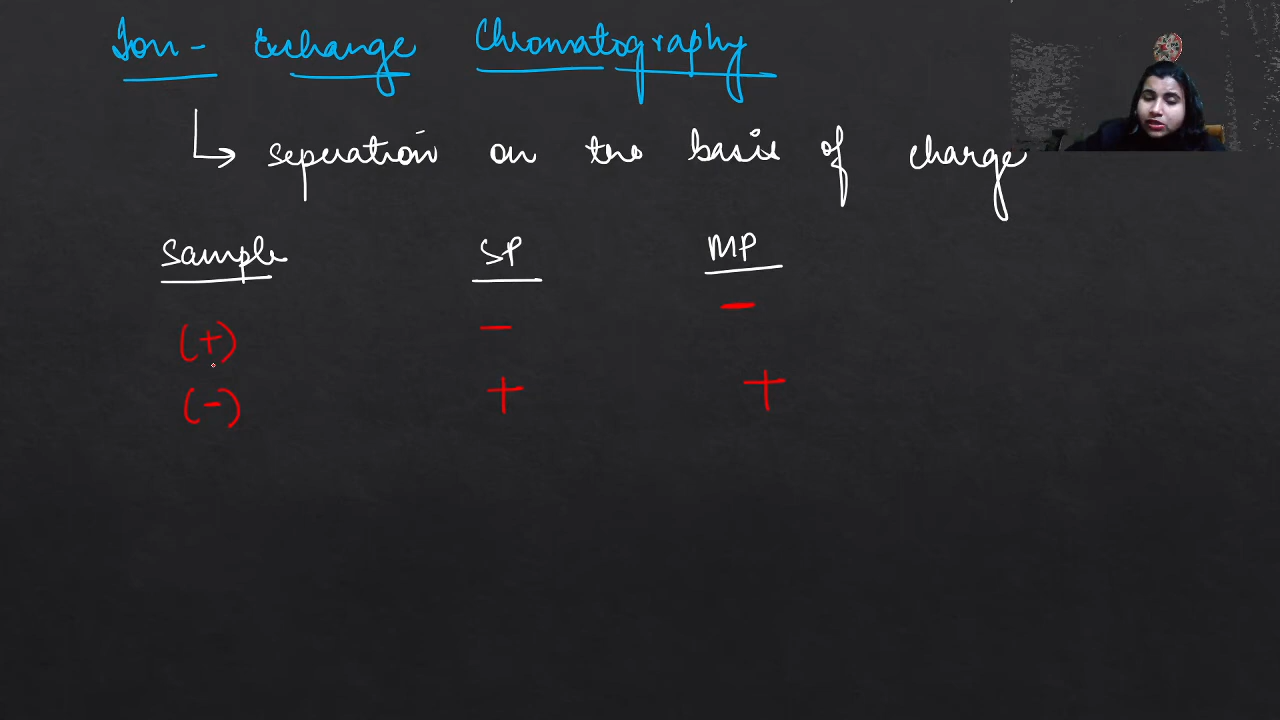 Ion- Exchange Chromatography
↳ seperation on the basis of charge
Sample SP MP
(+) - -
(-) + +